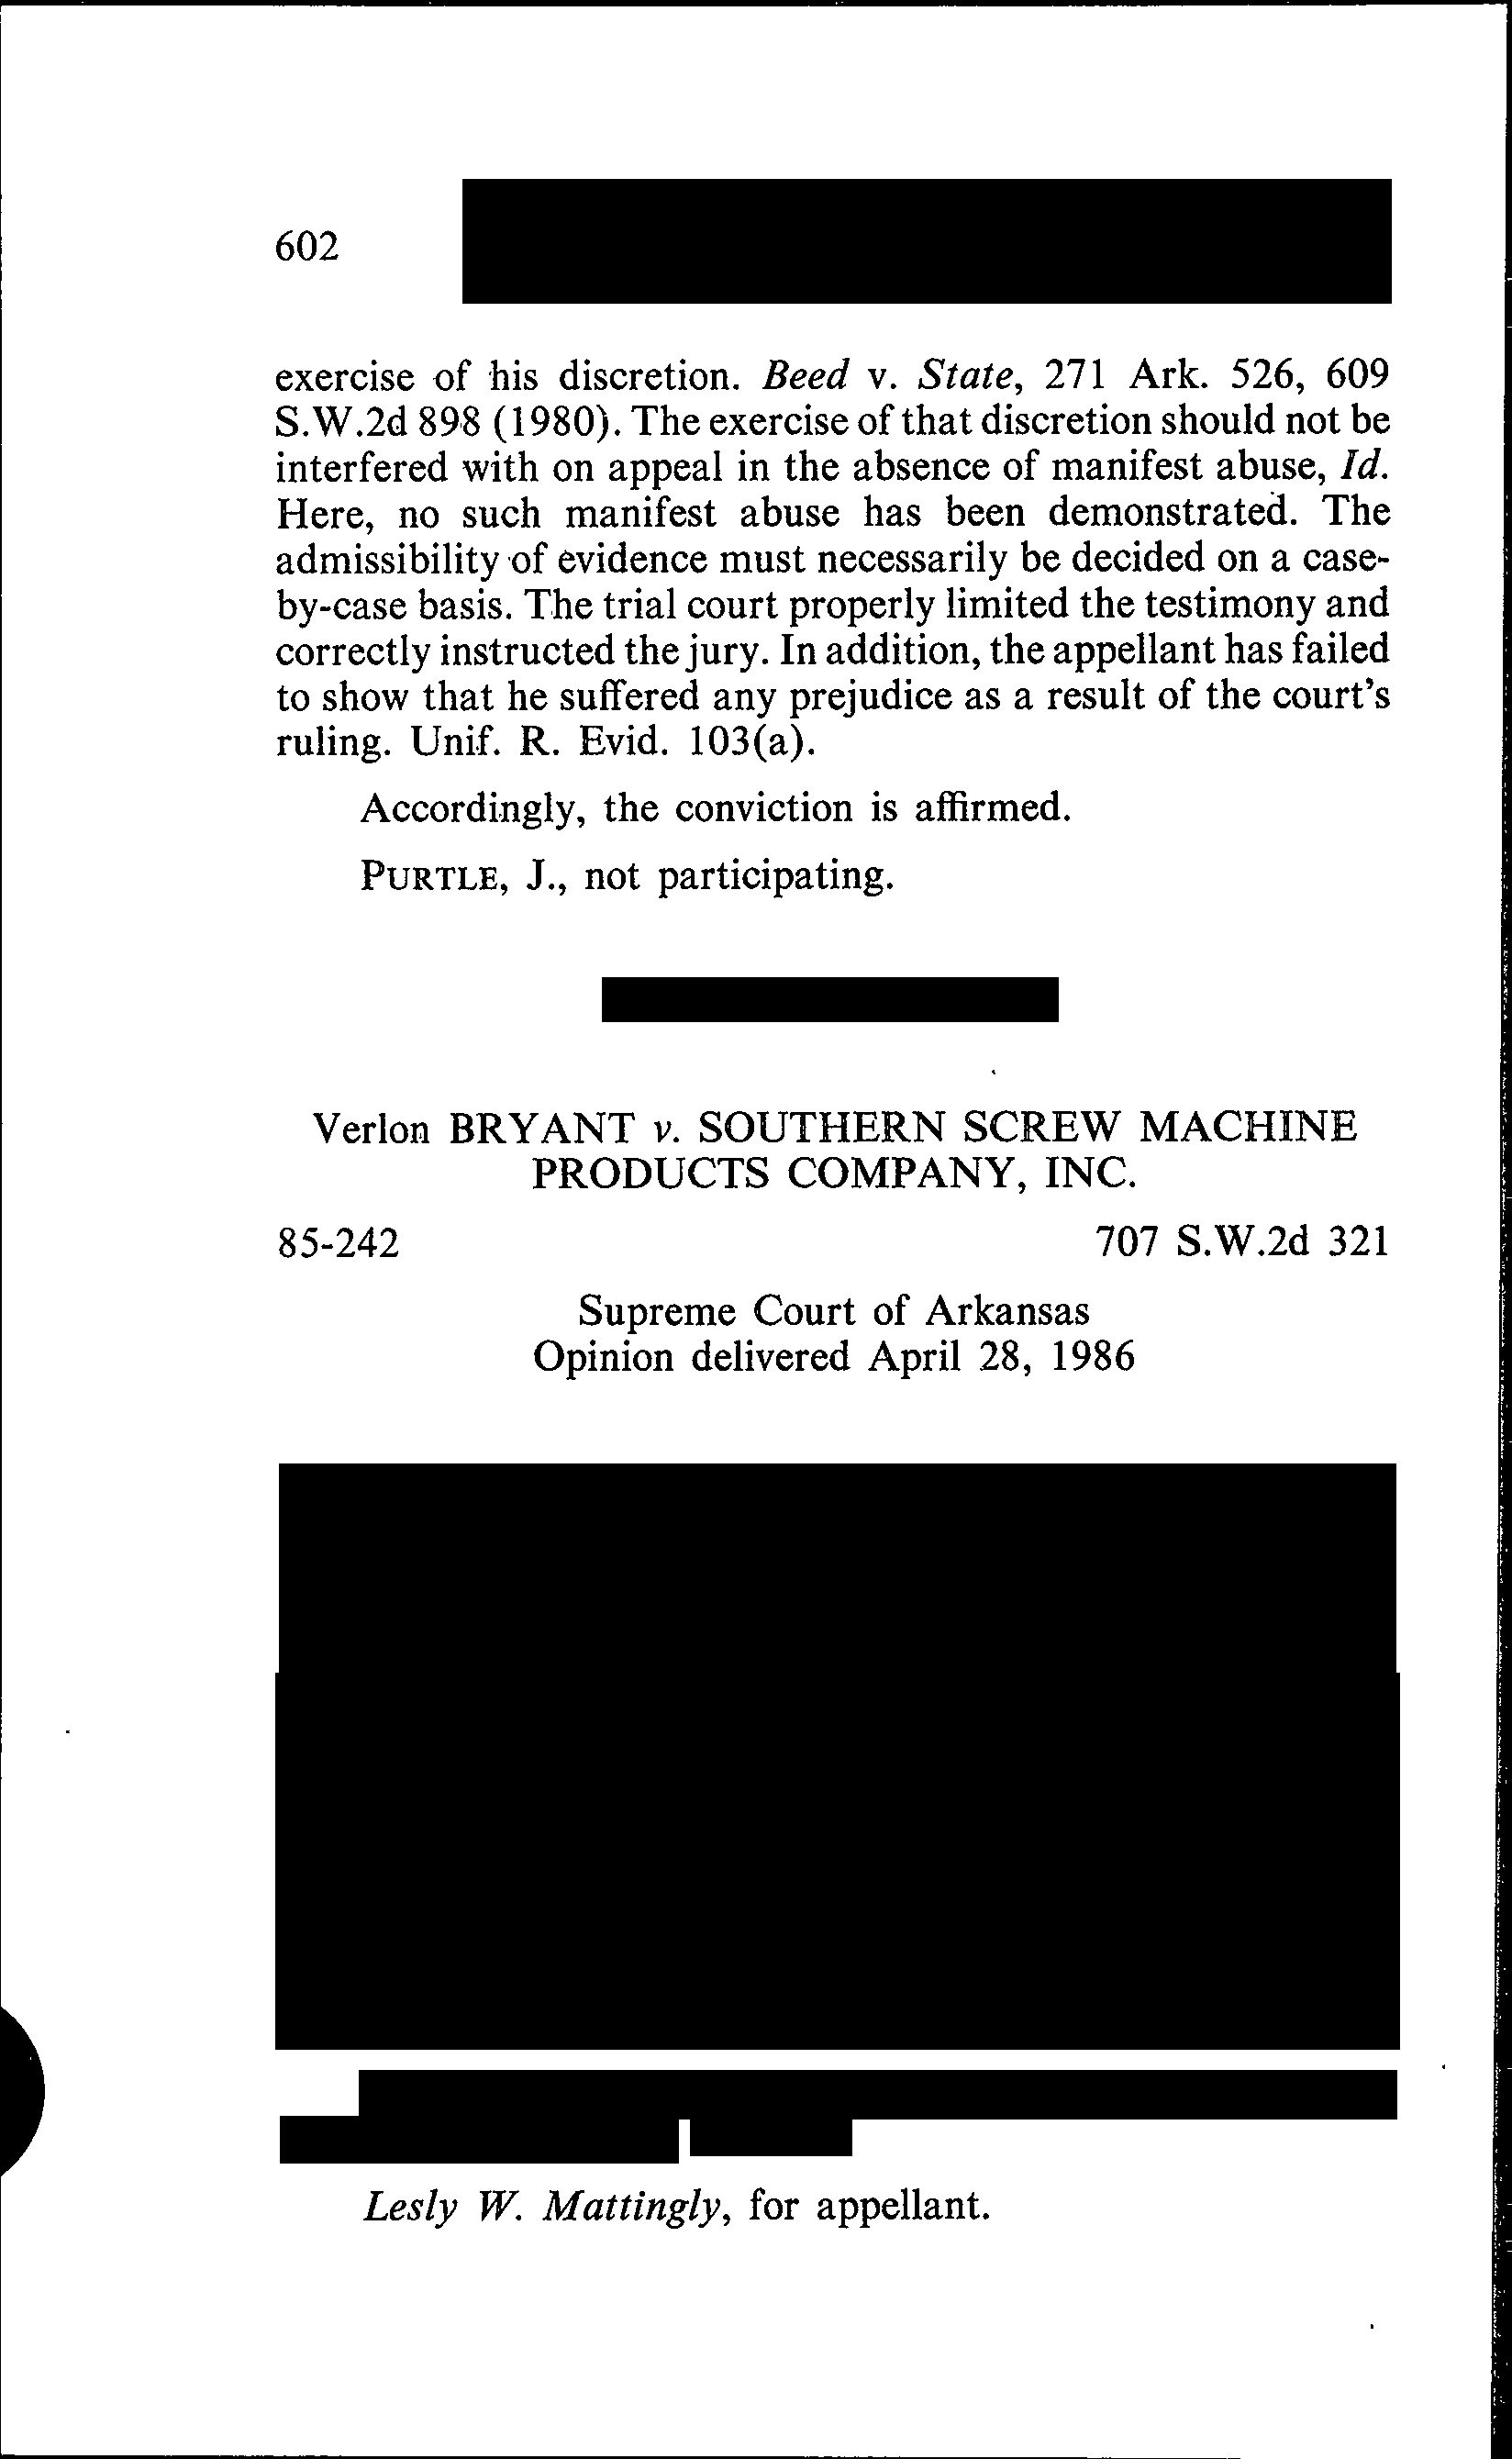 602
exercise of his discretion. Beed v. State, 271 Ark. 526, 609
S.W.2d 898 (1980). The exercise of that discretion should not be
interfered with on appeal in the absence of manifest abuse, Id.
Here, no such manifest abuse has been demonstrated. The
admissibility of evidence must necessarily be decided on a case-
by-case basis. The trial court properly limited the testimony and
correctly instructed the jury. In addition, the appellant has failed
to show that he suffered any prejudice as a result of the court's
ruling. Unif. R. Evid. 103(a).
Accordingly, the conviction is affirmed.
PURTLE, J., not participating.
Verlon BRYANT v. SOUTHERN SCREW MACHINE
PRODUCTS COMPANY, INC.
85-242 707 S.W.2d 321
Supreme Court of Arkansas
Opinion delivered April 28, 1986
Lesly W. Mattingly, for appellant.